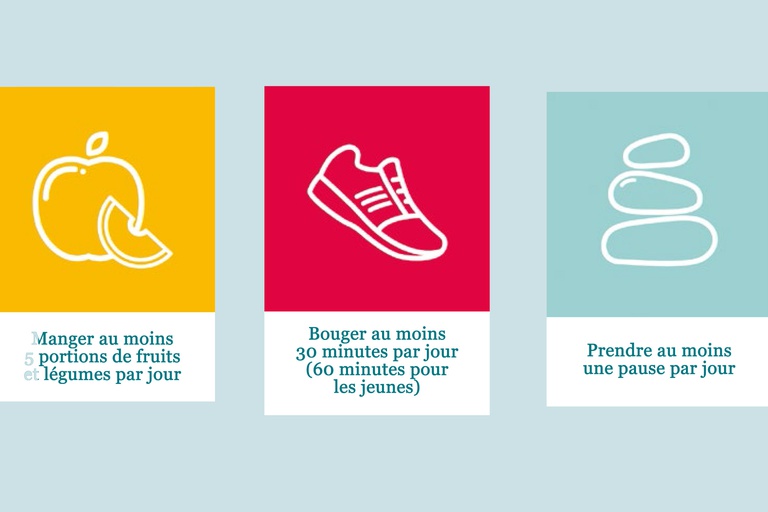 Manger au moins
5 portions de fruits
et légumes par jour
Bouger au moins
30 minutes par jour
(60 minutes pour
les jeunes)
Prendre au moins
une pause par jour